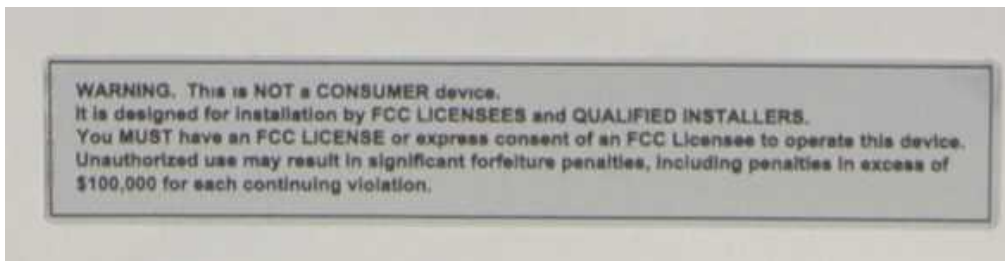 WARNING. This is NOT a CONSUMER device.
It is designed for installation by FCC LICENSEES and QUALIFIED INSTALLERS.
You MUST have an FCC LICENSE or express consent of an FCC Licensee to operate this device.
Unauthorized use may result in significant forfeiture penalties, including penalties in excess of
$100,000 for each continuing violation.